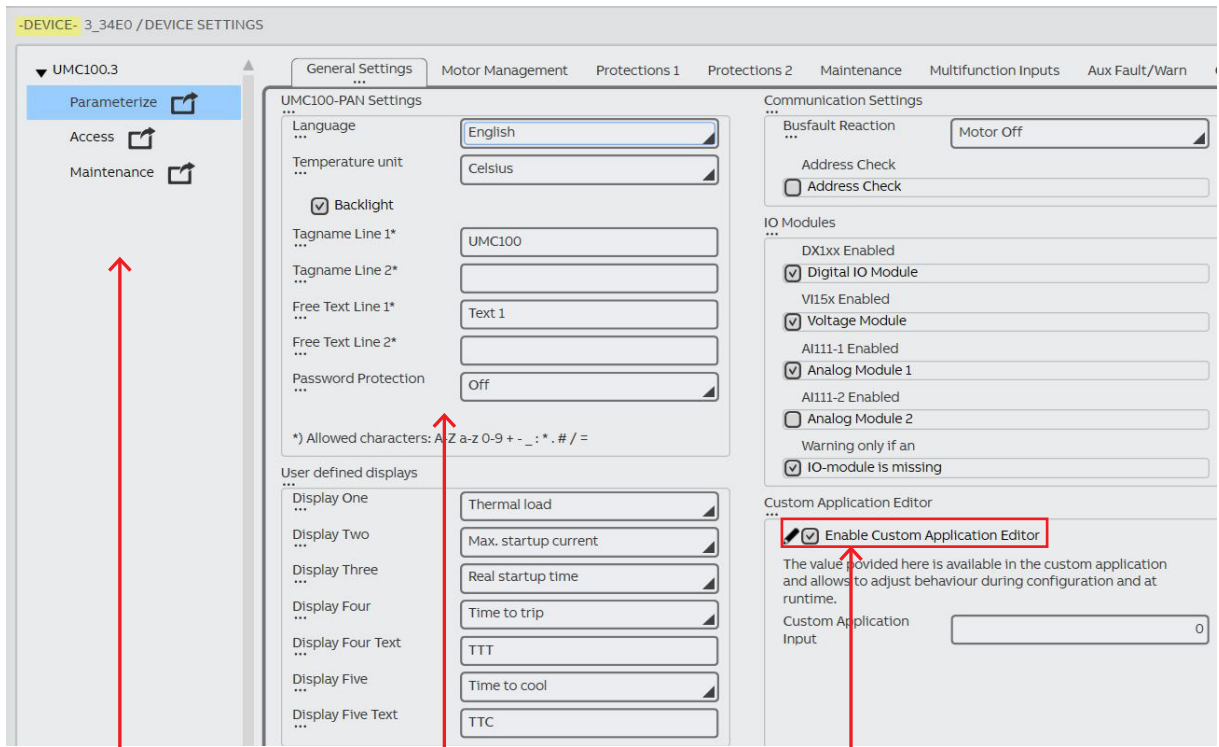 -DEVICE- 3_34E0 / DEVICE SETTINGS
UMC100.3
Parameterize
Access
Maintenance
General Settings
Motor Management
Protections 1
Protections 2
Maintenance
Multifunction Inputs
Aux Fault/Warn
UMC100-PAN Settings
Language
English
Temperature unit
Celsius
Backlight
Tagname Line 1*
UMC100
Tagname Line 2*
Free Text Line 1*
Text 1
Free Text Line 2*
Password Protection
Off
*) Allowed characters: A-Z a-z 0-9 + - _ : * . # / =
User defined displays
Display One
Thermal load
Display Two
Max. startup current
Display Three
Real startup time
Display Four
Time to trip
Display Four Text
TTT
Display Five
Time to cool
Display Five Text
TTC
Communication Settings
Busfault Reaction
Motor Off
Address Check
Address Check
IO Modules
DX1xx Enabled
Digital IO Module
VI15x Enabled
Voltage Module
AI111-1 Enabled
Analog Module 1
AI111-2 Enabled
Analog Module 2
Warning only if an
IO-module is missing
Custom Application Editor
Enable Custom Application Editor
The value povided here is available in the custom application
and allows to adjust behaviour during configuration and at
runtime.
Custom Application
Input
0